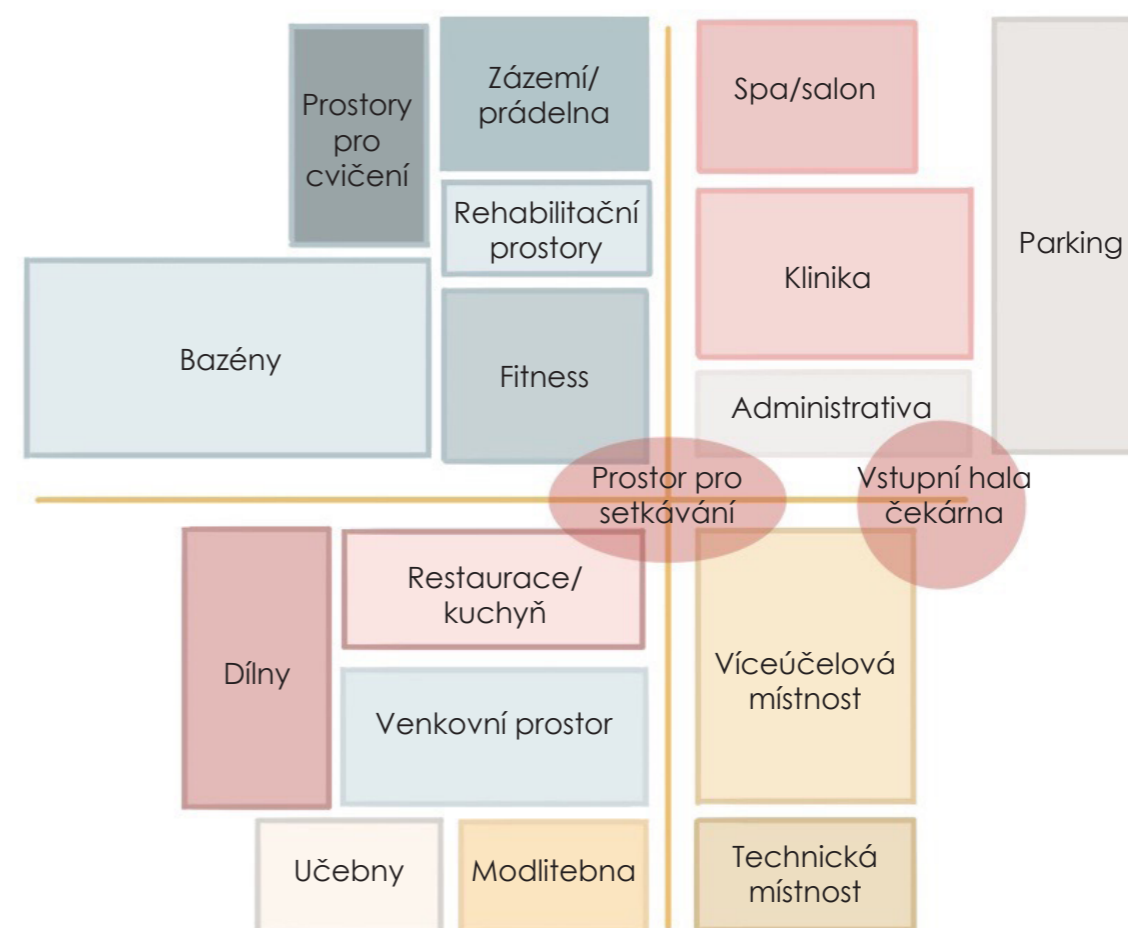 Prostory
pro
cvičení
Zázemí/
prádelna
Spa/salon
Rehabilitační
prostory
Klinika
Parking
Bazény
Fitness
Administrativa
Prostor pro
setkávání
Vstupní hala
čekárna
Dílny
Restaurace/
kuchyň
Venkovní prostor
Víceúčelová
místnost
Učebny
Modlitebna
Technická
místnost